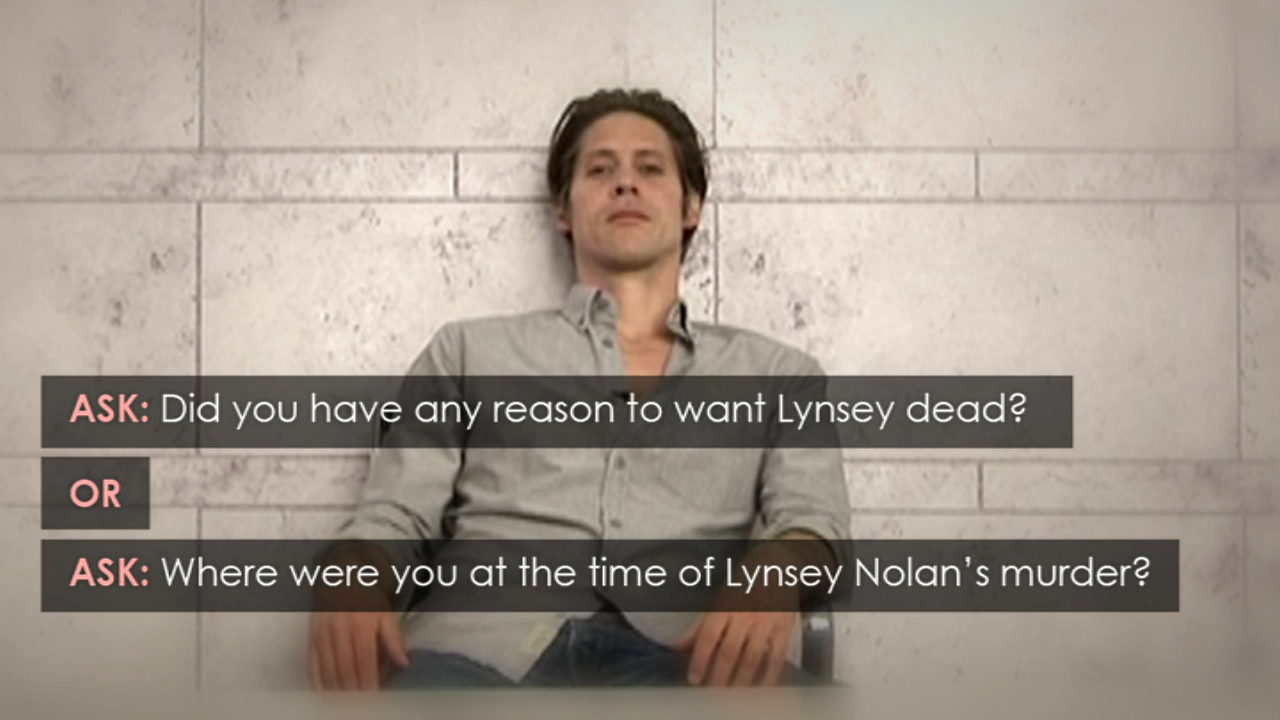 ASK: Did you have any reason to want Lynsey dead?
OR
ASK: Where were you at the time of Lynsey Nolan’s murder?